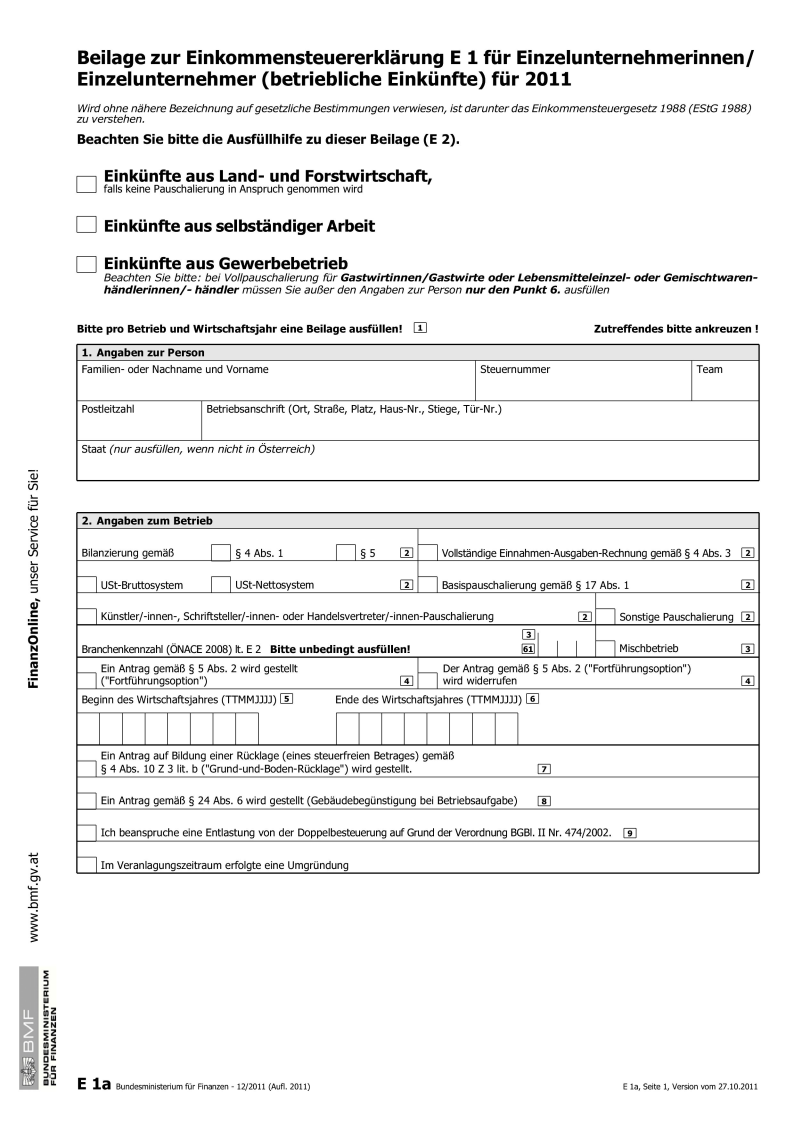 Beilage zur Einkommensteuererklärung E 1 für Einzelunternehmerinnen/
Einzelunternehmer (betriebliche Einkünfte) für 2011
Wird ohne nähere Bezeichnung auf gesetzliche Bestimmungen verwiesen, ist darunter das Einkommensteuergesetz 1988 (EStG 1988)
zu verstehen.
Beachten Sie bitte die Ausfüllhilfe zu dieser Beilage (E 2).
Einkünfte aus Land- und Forstwirtschaft,
falls keine Pauschalierung in Anspruch genommen wird
Einkünfte aus selbständiger Arbeit
Einkünfte aus Gewerbebetrieb
Beachten Sie bitte: bei Vollpauschalierung für Gastwirtinnen/Gastwirte oder Lebensmitteleinzel- oder Gemischtwaren-
händlerinnen/- händler müssen Sie außer den Angaben zur Person nur den Punkt 6. ausfüllen
Bitte pro Betrieb und Wirtschaftsjahr eine Beilage ausfüllen! 1 Zutreffendes bitte ankreuzen !
1. Angaben zur Person
Familien- oder Nachname und Vorname Steuernummer Team
Postleitzahl Betriebsanschrift (Ort, Straße, Platz, Haus-Nr., Stiege, Tür-Nr.)
Staat (nur ausfüllen, wenn nicht in Österreich)
2. Angaben zum Betrieb
Bilanzierung gemäß § 4 Abs. 1 § 5 2 Vollständige Einnahmen-Ausgaben-Rechnung gemäß § 4 Abs. 3 2
USt-Bruttosystem USt-Nettosystem 2 Basispauschalierung gemäß § 17 Abs. 1 2
Künstler/-innen-, Schriftsteller/-innen- oder Handelsvertreter/-innen-Pauschalierung 2 Sonstige Pauschalierung 2
3
Branchenkennzahl (ÖNACE 2008) lt. E 2 Bitte unbedingt ausfüllen! 61 Mischbetrieb 3
Ein Antrag gemäß § 5 Abs. 2 wird gestellt
("Fortführungsoption") 4
Der Antrag gemäß § 5 Abs. 2 ("Fortführungsoption")
wird widerrufen 4
Beginn des Wirtschaftsjahres (TTMMJJJJ) 5 Ende des Wirtschaftsjahres (TTMMJJJJ) 6
Ein Antrag auf Bildung einer Rücklage (eines steuerfreien Betrages) gemäß
§ 4 Abs. 10 Z 3 lit. b ("Grund-und-Boden-Rücklage") wird gestellt. 7
Ein Antrag gemäß § 24 Abs. 6 wird gestellt (Gebäudebegünstigung bei Betriebsaufgabe) 8
Ich beanspruche eine Entlastung von der Doppelbesteuerung auf Grund der Verordnung BGBl. II Nr. 474/2002. 9
Im Veranlagungszeitraum erfolgte eine Umgründung
FinanzOnline, unser Service für Sie!
www.bmf.gv.at
BMF
BUNDESMINISTERIUM
FÜR FINANZEN
E 1a Bundesministerium für Finanzen - 12/2011 (Aufl. 2011) E 1a, Seite 1, Version vom 27.10.2011